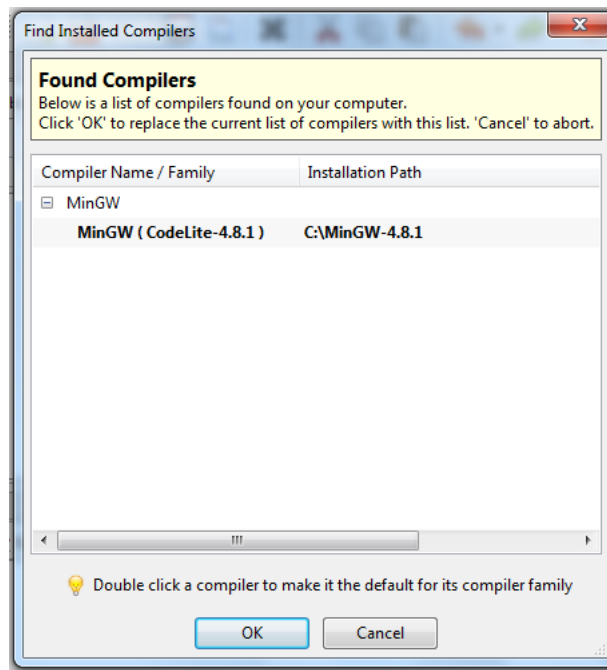 Find Installed Compilers
Found Compilers
Below is a list of compilers found on your computer.
Click 'OK' to replace the current list of compilers with this list. 'Cancel' to abort.
Compiler Name / Family Installation Path
MinGW
MinGW ( CodeLite-4.8.1 ) C:\MinGW-4.8.1
Double click a compiler to make it the default for its compiler family
OK Cancel